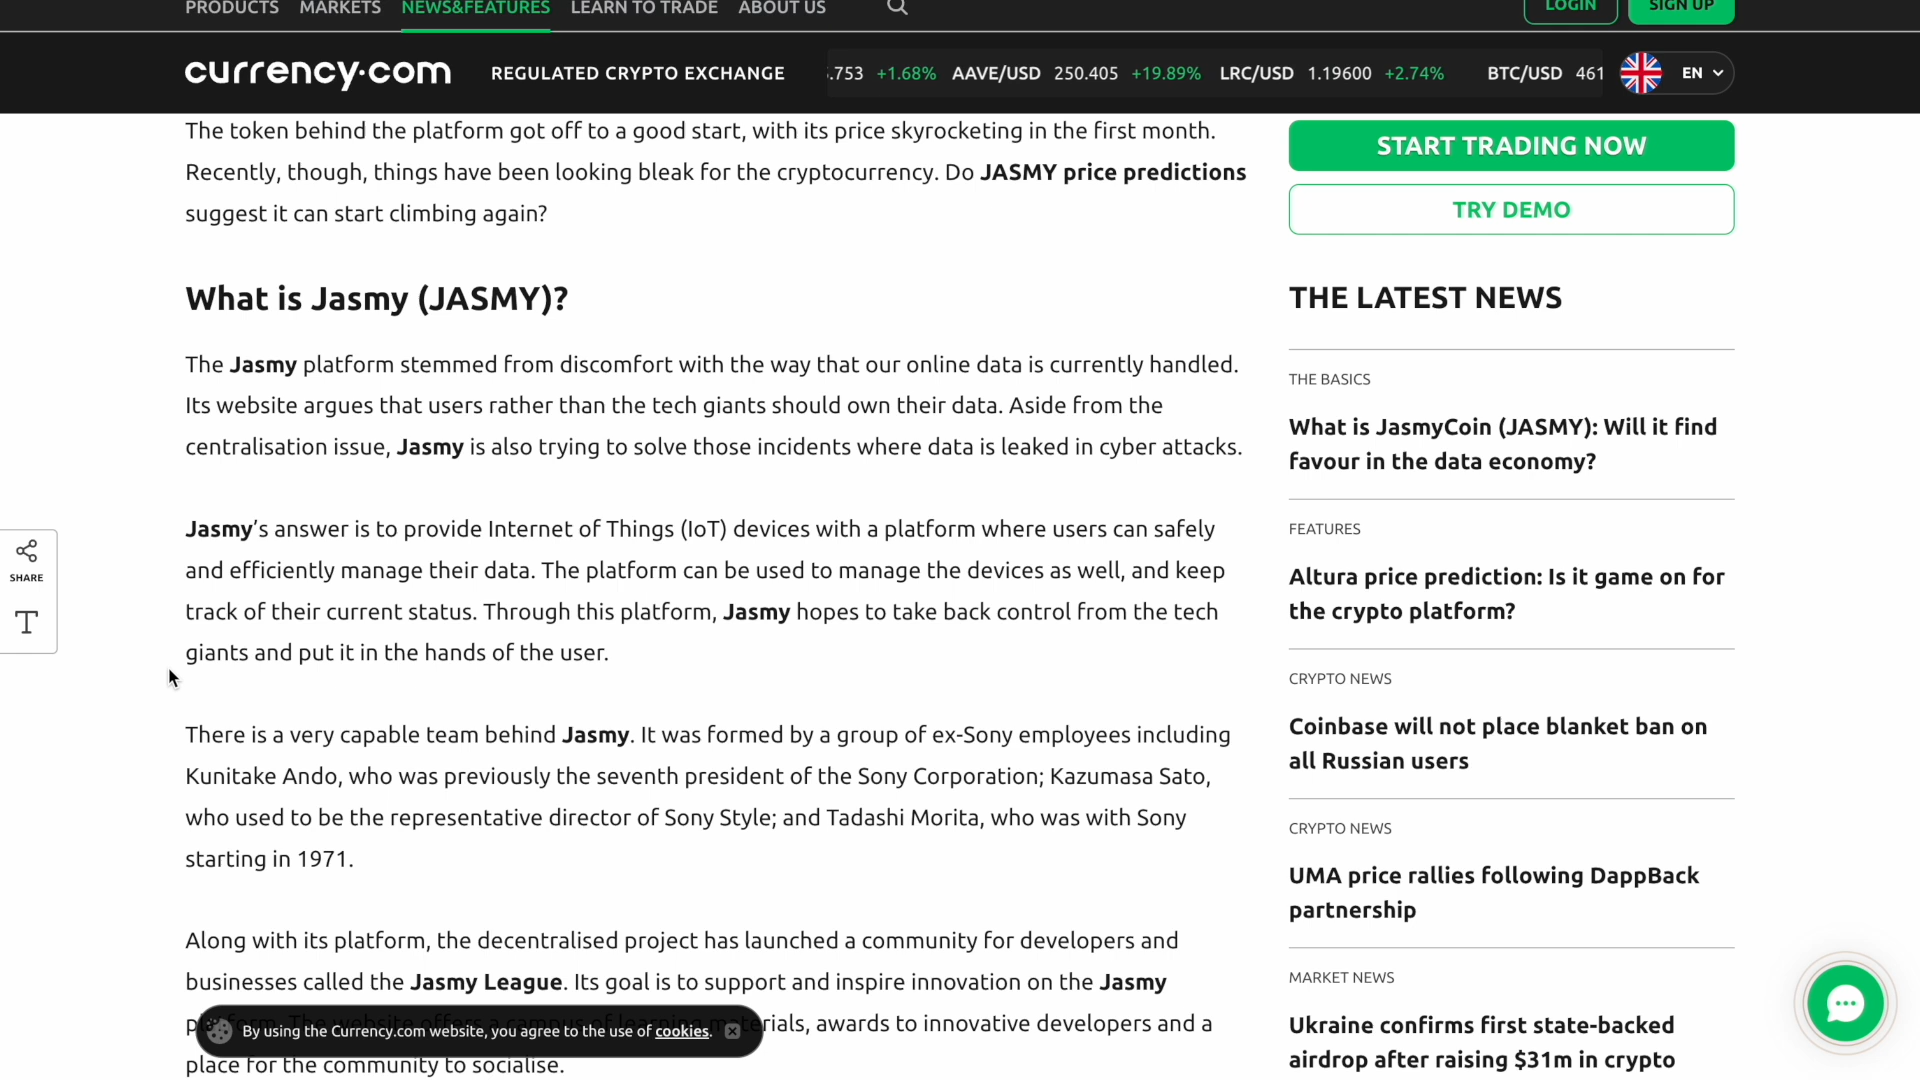 PRODUCTS MARKETS NEWS&FEATURES LEARN TO TRADE ABOUT US
LOGIN SIGN UP
currency.com REGULATED CRYPTO EXCHANGE .753 +1.68% AAVE/USD 250.405 +19.89% LRC/USD 1.19600 +2.74% BTC/USD 461 EN
The token behind the platform got off to a good start, with its price skyrocketing in the first month.
Recently, though, things have been looking bleak for the cryptocurrency. Do JASMY price predictions
suggest it can start climbing again?
What is Jasmy (JASMY)?
The Jasmy platform stemmed from discomfort with the way that our online data is currently handled.
Its website argues that users rather than the tech giants should own their data. Aside from the
centralisation issue, Jasmy is also trying to solve those incidents where data is leaked in cyber attacks.
Jasmy’s answer is to provide Internet of Things (IoT) devices with a platform where users can safely
and efficiently manage their data. The platform can be used to manage the devices as well, and keep
track of their current status. Through this platform, Jasmy hopes to take back control from the tech
giants and put it in the hands of the user.
There is a very capable team behind Jasmy. It was formed by a group of ex-Sony employees including
Kunitake Ando, who was previously the seventh president of the Sony Corporation; Kazumasa Sato,
who used to be the representative director of Sony Style; and Tadashi Morita, who was with Sony
starting in 1971.
Along with its platform, the decentralised project has launched a community for developers and
businesses called the Jasmy League. Its goal is to support and inspire innovation on the Jasmy
platform. The website offers a campus of learning materials, awards to innovative developers and a
place for the community to socialise.
By using the Currency.com website, you agree to the use of cookies.
SHARE
T
START TRADING NOW
TRY DEMO
THE LATEST NEWS
THE BASICS
What is JasmyCoin (JASMY): Will it find
favour in the data economy?
FEATURES
Altura price prediction: Is it game on for
the crypto platform?
CRYPTO NEWS
Coinbase will not place blanket ban on
all Russian users
CRYPTO NEWS
UMA price rallies following DappBack
partnership
MARKET NEWS
Ukraine confirms first state-backed
airdrop after raising $31m in crypto